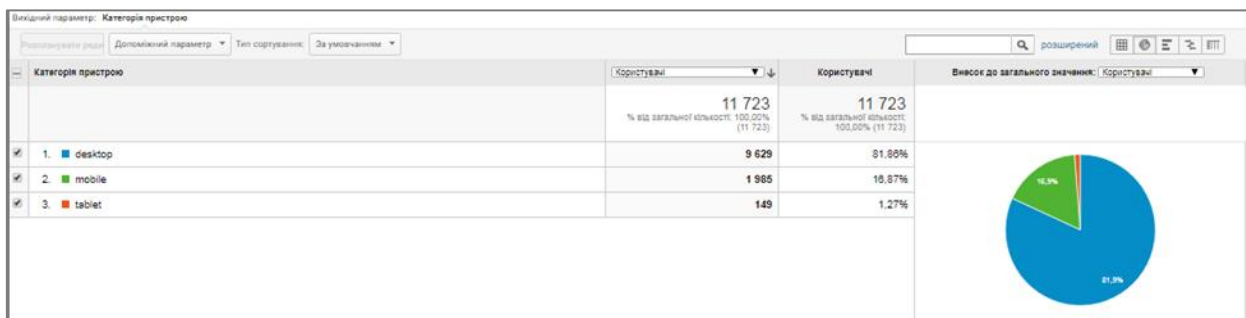 Вихідний параметр: Категорія пристрою
Розпланувати рядки Допоміжний параметр Тип сортування: За умовчанням розширений
Категорія пристрою Користувачі Користувачі Внесок до загального значення: Користувачі
11 723 11 723
% від загальної кількості: 100,00% % від загальної кількості:
(11 723) 100,00% (11 723)
1. desktop 9 629 81,86%
2. mobile 1 985 16,87%
3. tablet 149 1,27%
16,9%
81,9%